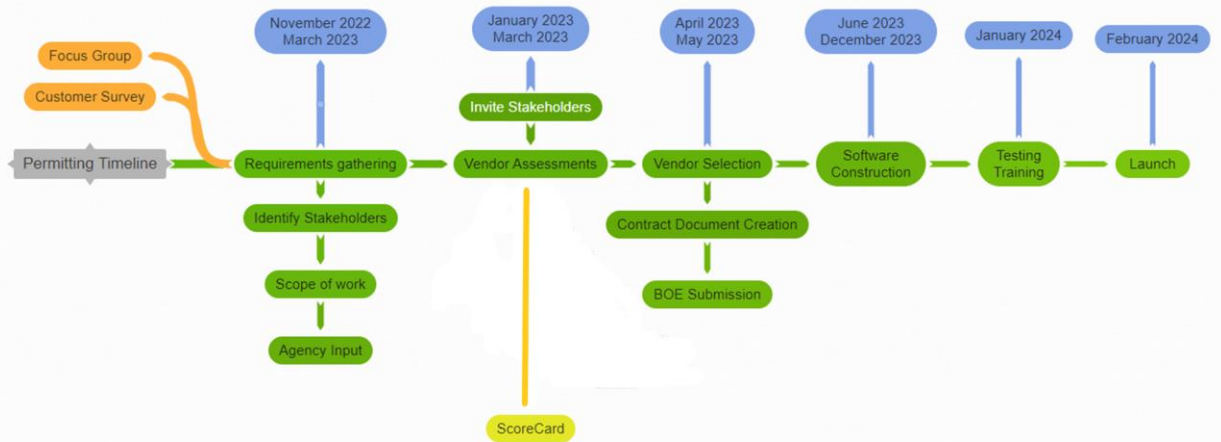 November 2022
March 2023
January 2023
March 2023
April 2023
May 2023
June 2023
December 2023
January 2024
February 2024
Focus Group
Customer Survey
Invite Stakeholders
Permitting Timeline
Requirements gathering
Vendor Assessments
Vendor Selection
Software
Construction
Testing
Training
Launch
Identify Stakeholders
Contract Document Creation
Scope of work
BOE Submission
Agency Input
ScoreCard